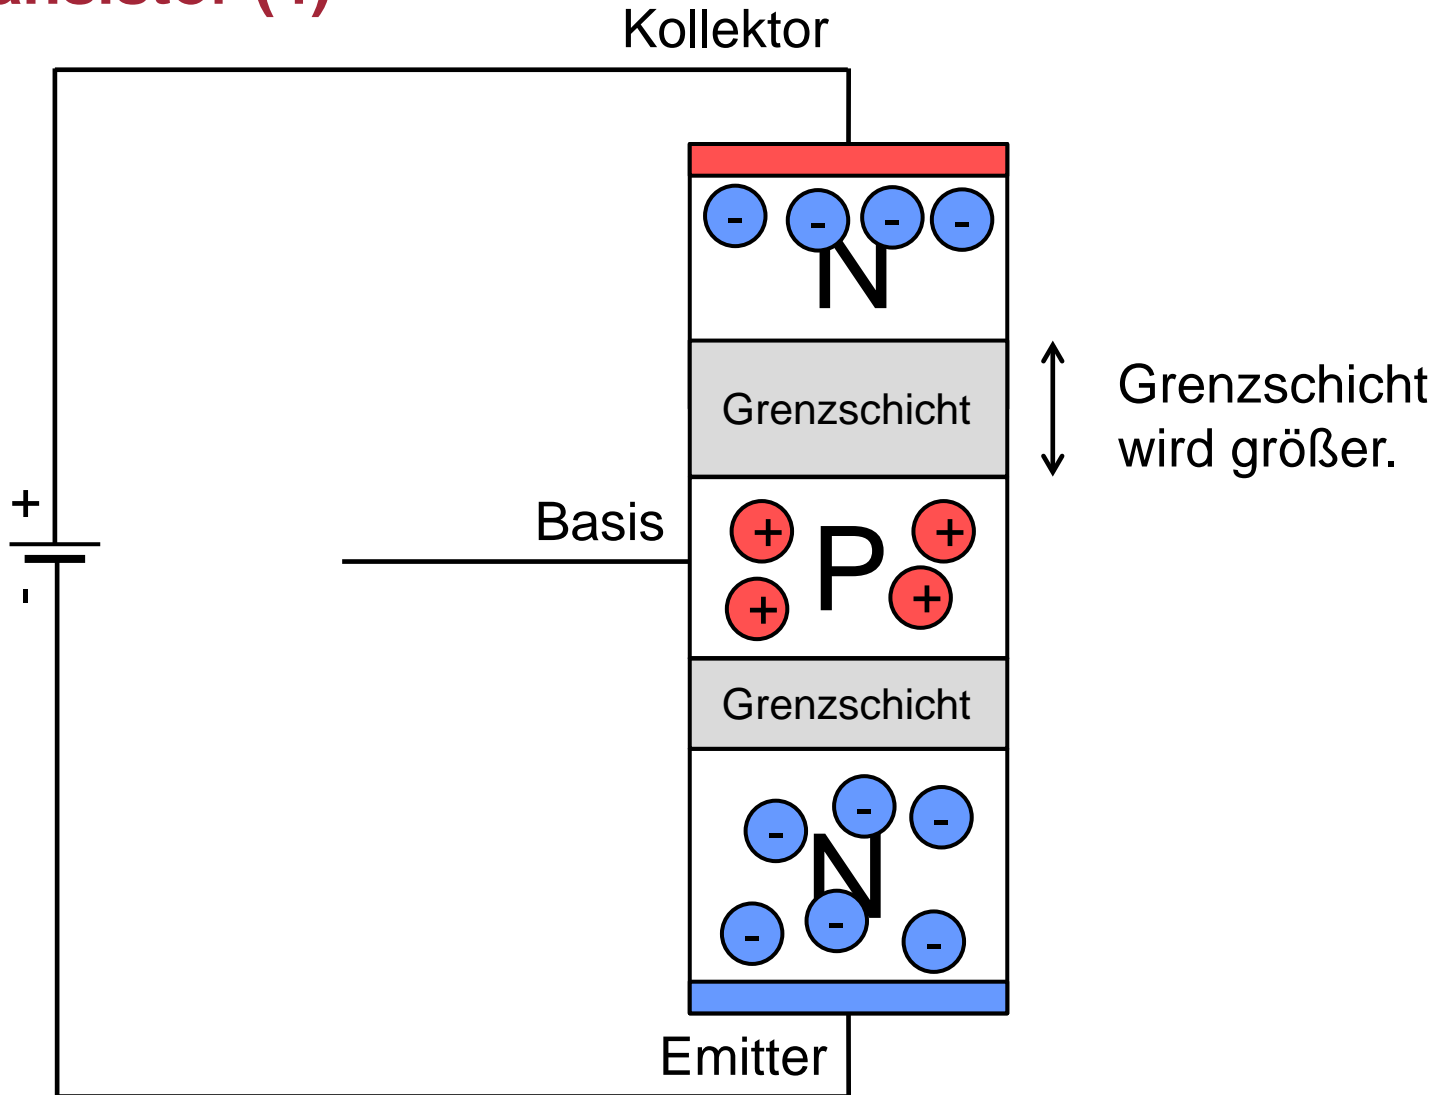 Kollektor
- - - -
N
Grenzschicht
Grenzschicht
wird größer.
+
Basis
+ P +
+ +
-
Grenzschicht
- - -
N
- - -
Emitter